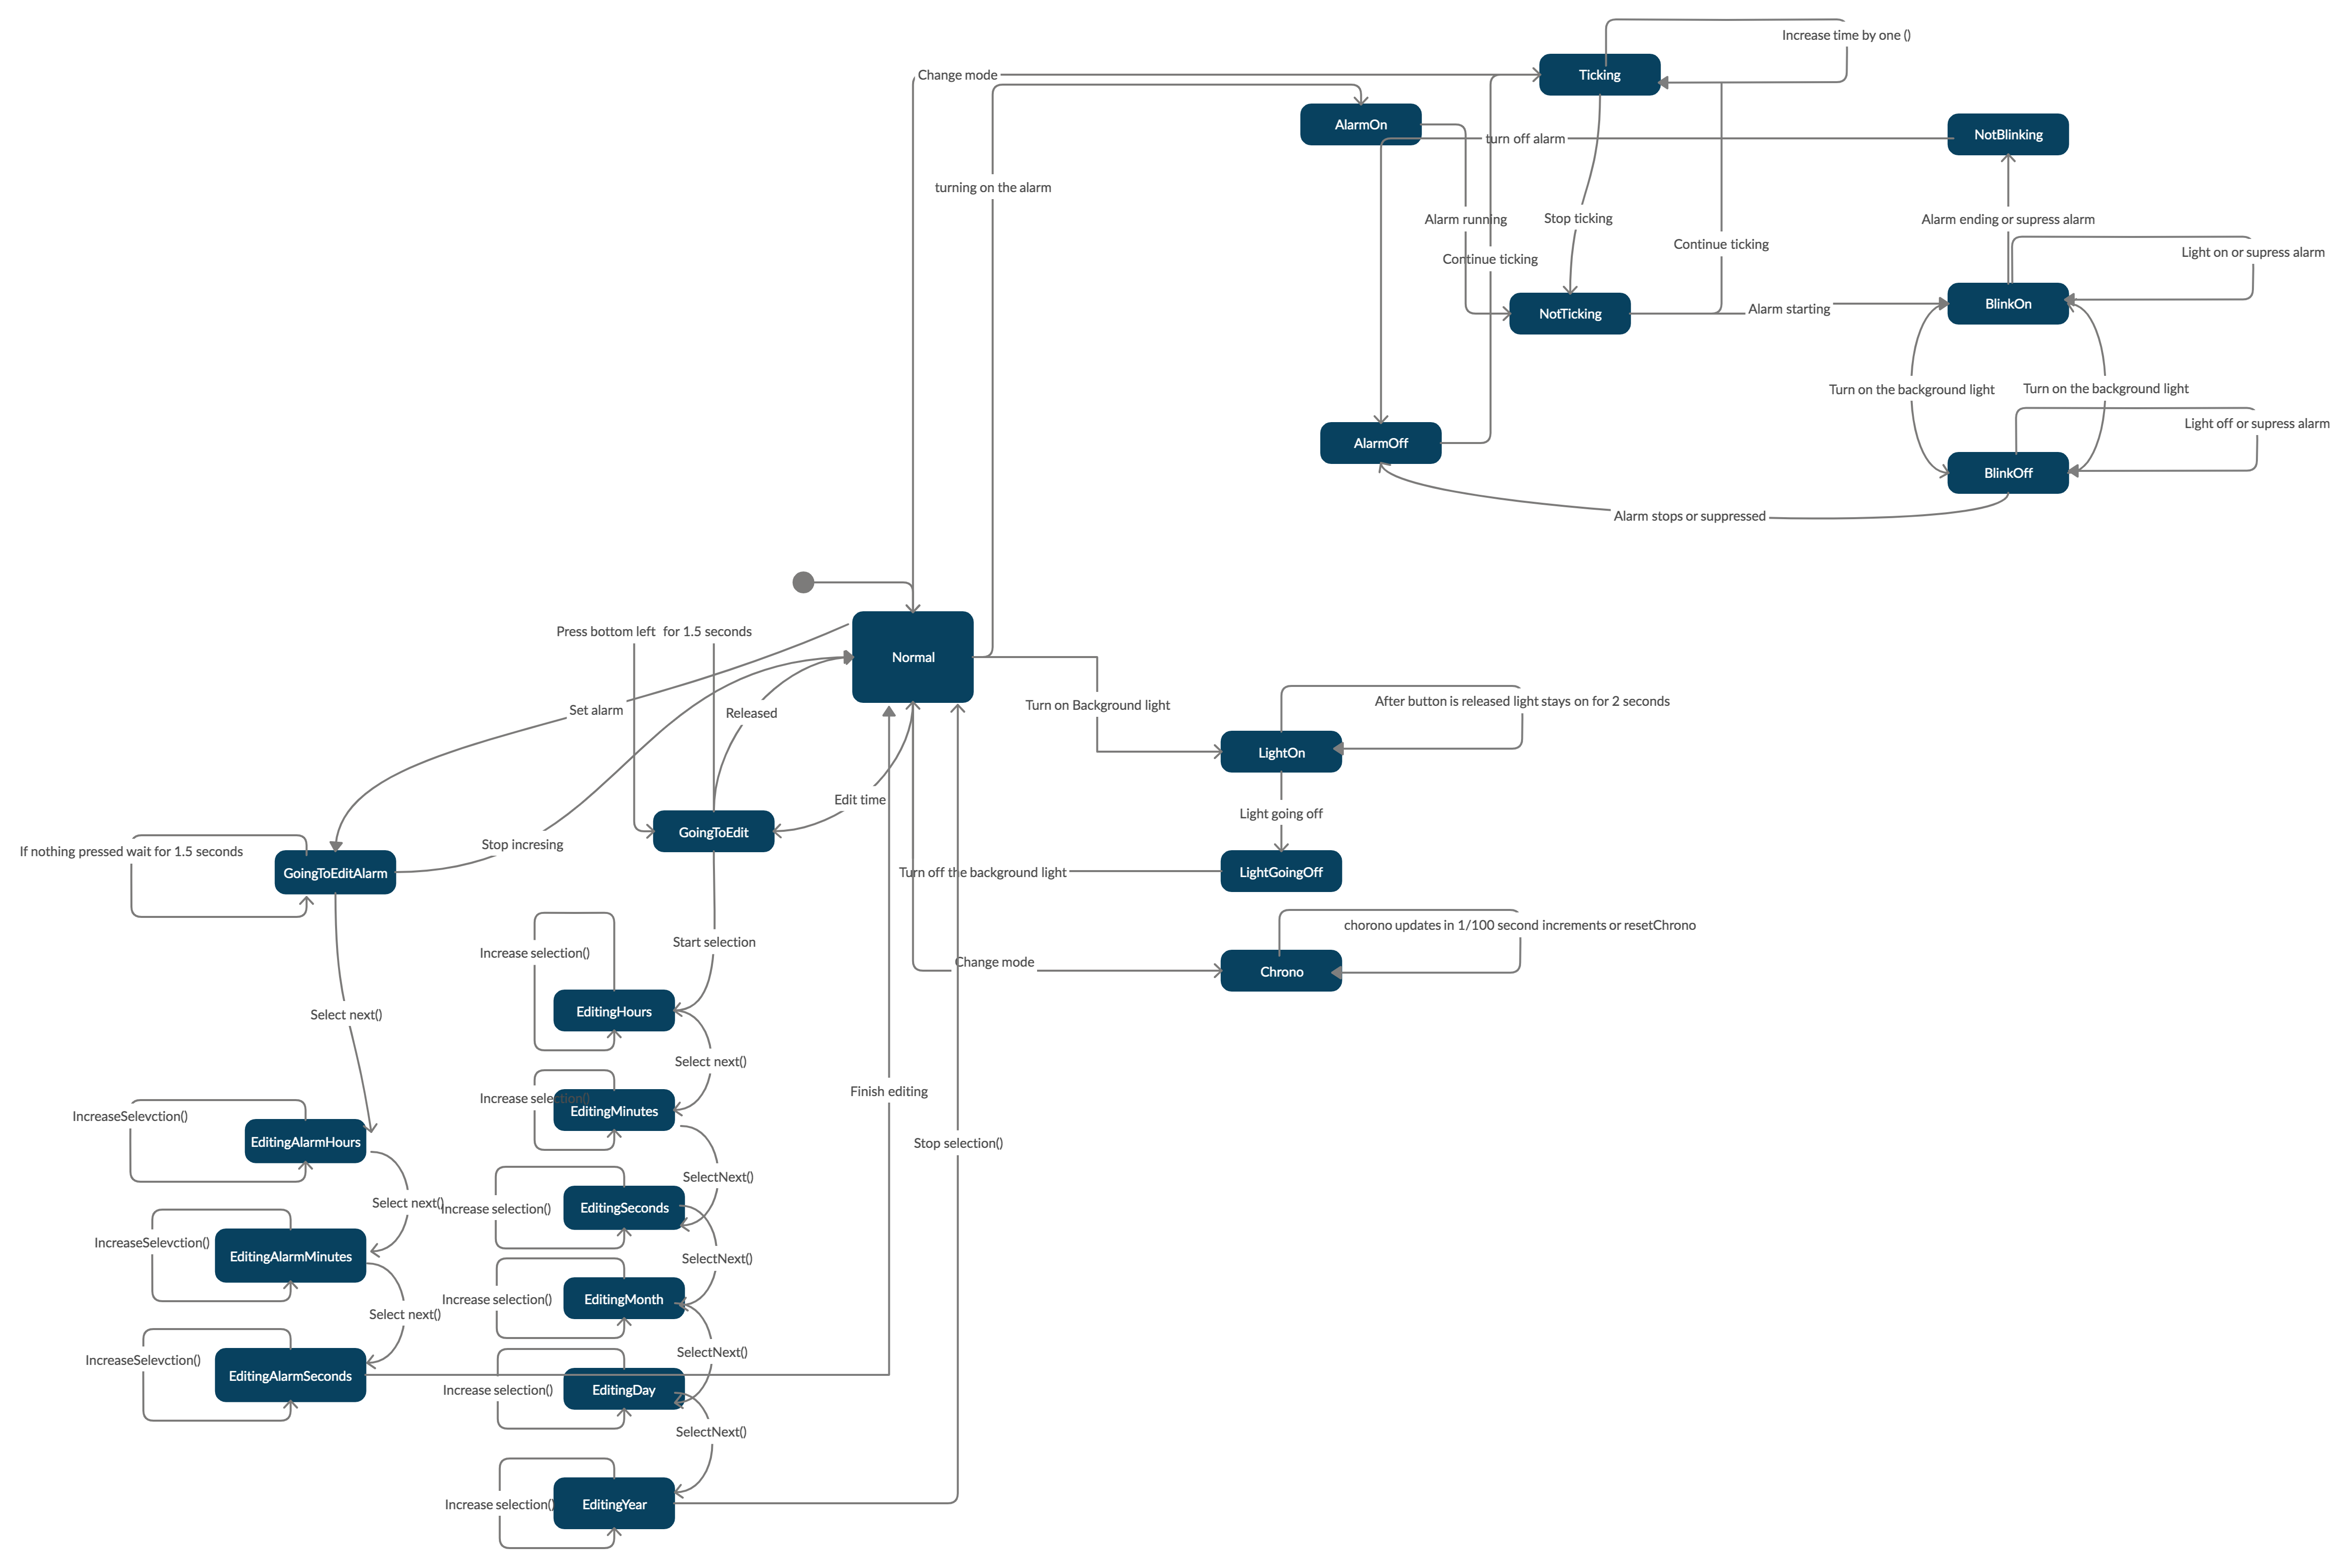 Increase time by one ()
Change mode
Ticking
AlarmOn
NotBlinking
turn off alarm
turning on the alarm
Alarm running
Stop ticking
Alarm ending or supress alarm
Continue ticking
Light on or supress alarm
Continue ticking
BlinkOn
Alarm starting
NotTicking
Turn on the background light
Turn on the background light
Light off or supress alarm
AlarmOff
BlinkOff
Alarm stops or suppressed
Press bottom left  for 1.5 seconds
Normal
Set alarm
Released
Turn on Background light
After button is released light stays on for 2 seconds
LightOn
Edit time
Light going off
GoingToEdit
Stop incresing
If nothing pressed wait for 1.5 seconds
GoingToEditAlarm
Turn off the background light
LightGoingOff
chorono updates in 1/100 second increments or resetChrono
Start selection
Increase selection()
Change mode
Chrono
EditingHours
Select next()
Select next()
Finish editing
Increase selection()
EditingMinutes
IncreaseSelevction()
EditingAlarmHours
Stop selection()
SelectNext()
Select next()
Increase selection()
EditingSeconds
IncreaseSelevction()
EditingAlarmMinutes
SelectNext()
Increase selection()
EditingMonth
Select next()
SelectNext()
IncreaseSelevction()
EditingAlarmSeconds
Increase selection()
EditingDay
SelectNext()
Increase selection()
EditingYear